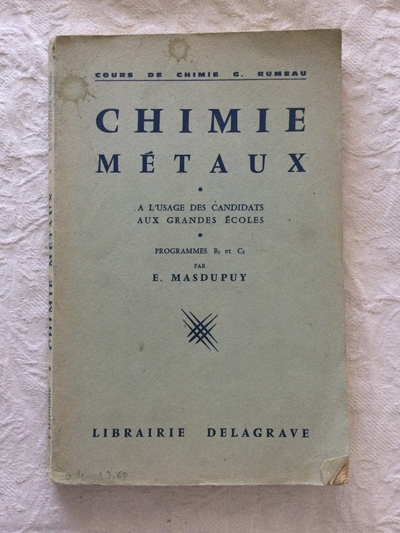 COURS DE CHIMIE G. RUMEAU
CHIMIE
MÉTAUX
A L'USAGE DES CANDIDATS
AUX GRANDES ÉCOLES
PROGRAMMES B₂ et C₂
PAR
E. MASDUPUY
LIBRAIRIE DELAGRAVE
CHIMIE MÉTAUX